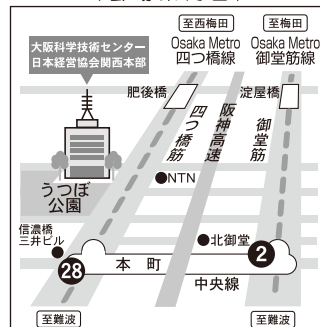 至西梅田
至梅田
大阪科学技術センター
日本経営協会関西本部
Osaka Metro
四つ橋線
Osaka Metro
御堂筋線
肥後橋
淀屋橋
四つ橋筋
阪神高速
御堂筋
うつぼ
公園
NTN
信濃橋
三井ビル
北御堂
28
本町
2
中央線
至難波
至難波